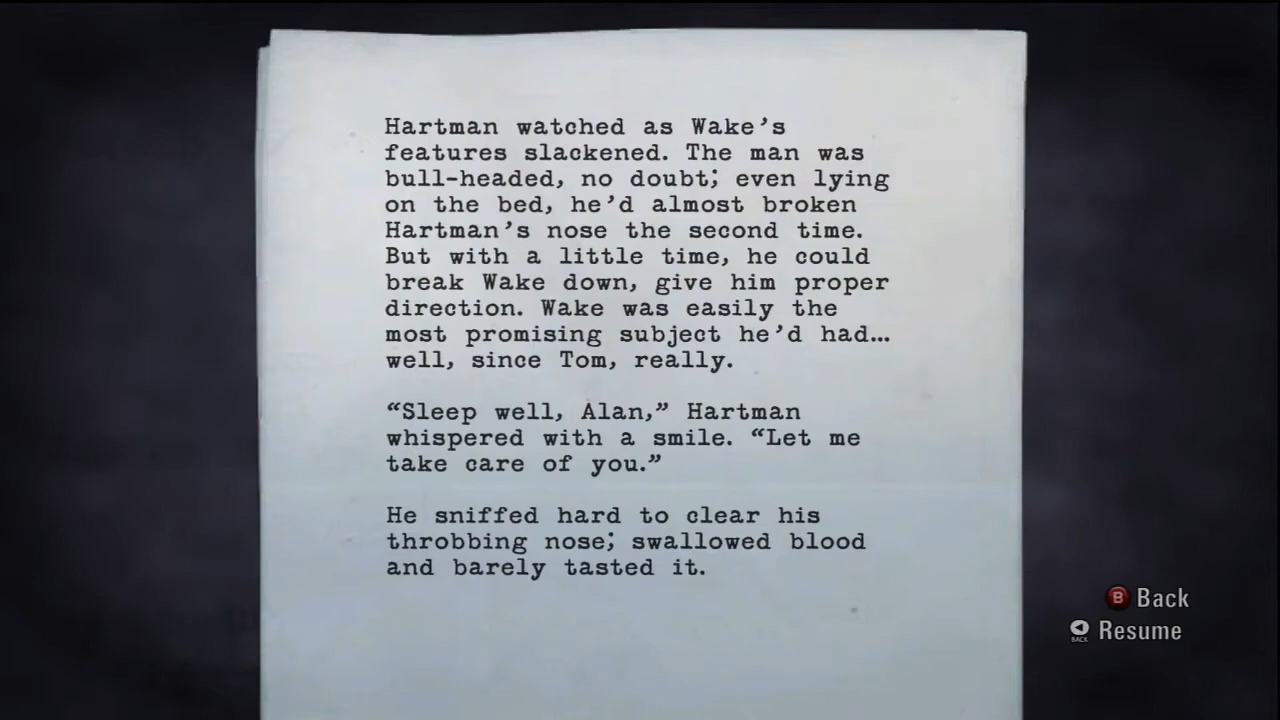 Hartman watched as Wake’s
features slackened. The man was
bull-headed, no doubt; even lying
on the bed, he’d almost broken
Hartman’s nose the second time.
But with a little time, he could
break Wake down, give him proper
direction. Wake was easily the
most promising subject he’d had…
well, since Tom, really.
“Sleep well, Alan,” Hartman
whispered with a smile. “Let me
take care of you.”
He sniffed hard to clear his
throbbing nose; swallowed blood
and barely tasted it.
B Back
BACK Resume